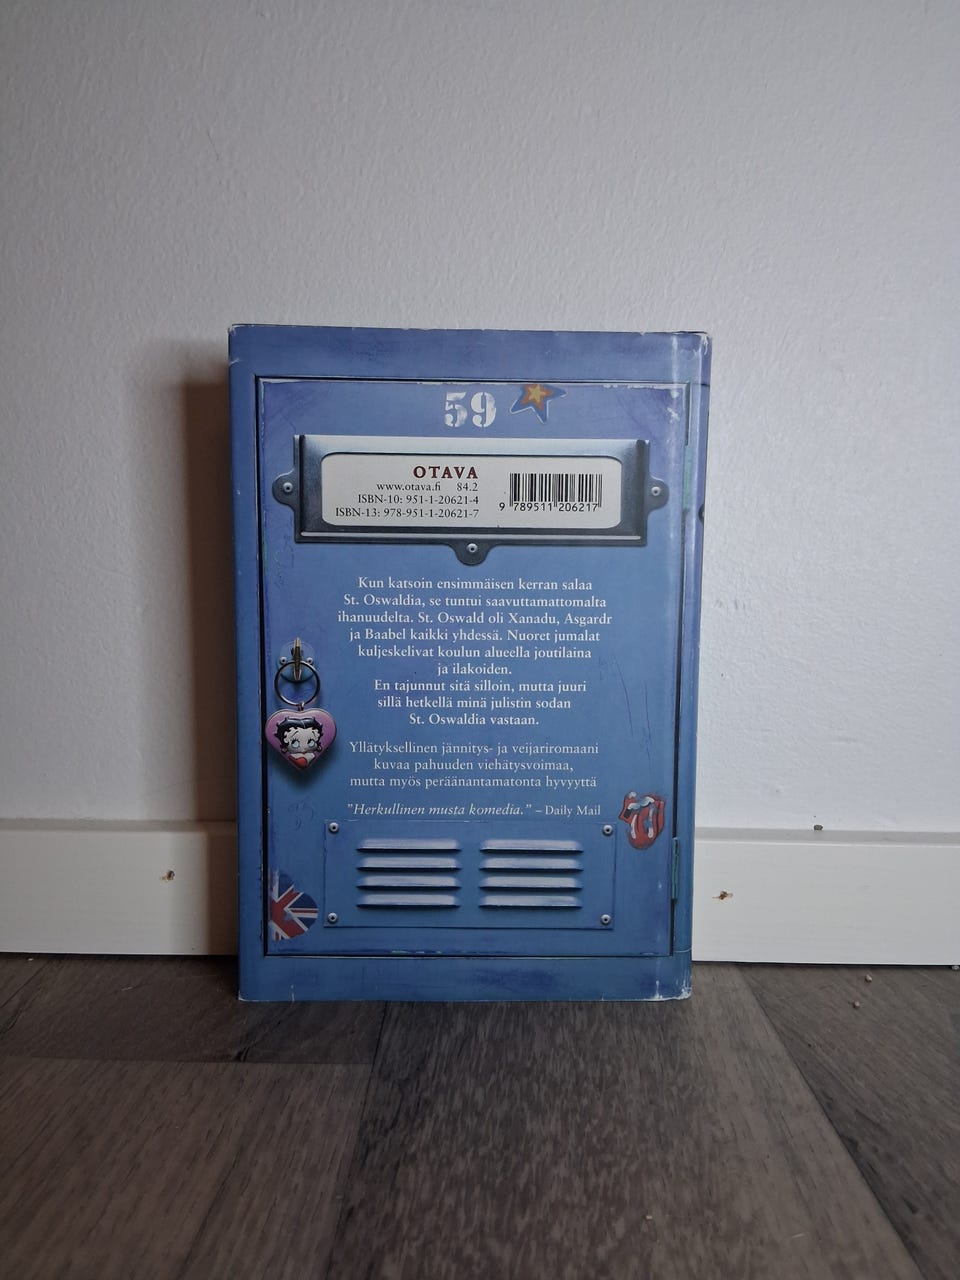 59
OTAVA
www.otava.fi 84.2
ISBN-10: 951-1-20621-4
ISBN-13: 978-951-1-20621-7
9 789511 206217
Kun katsoin ensimmäisen kerran salaa
St. Oswaldia, se tuntui saavuttamattomalta
ihanuudelta. St. Oswald oli Xanadu, Asgardr
ja Baabel kaikki yhdessä. Nuoret jumalat
kuljeskelivat koulun alueella joutilaina
ja ilakoiden.
En tajunnut sitä silloin, mutta juuri
sillä hetkellä minä julistin sodan
St. Oswaldia vastaan.
Yllätyksellinen jännitys- ja veijariromaani
kuvaa pahuuden viehätysvoimaa,
mutta myös peräänantamatonta hyvyyttä
"Herkullinen musta komedia." – Daily Mail